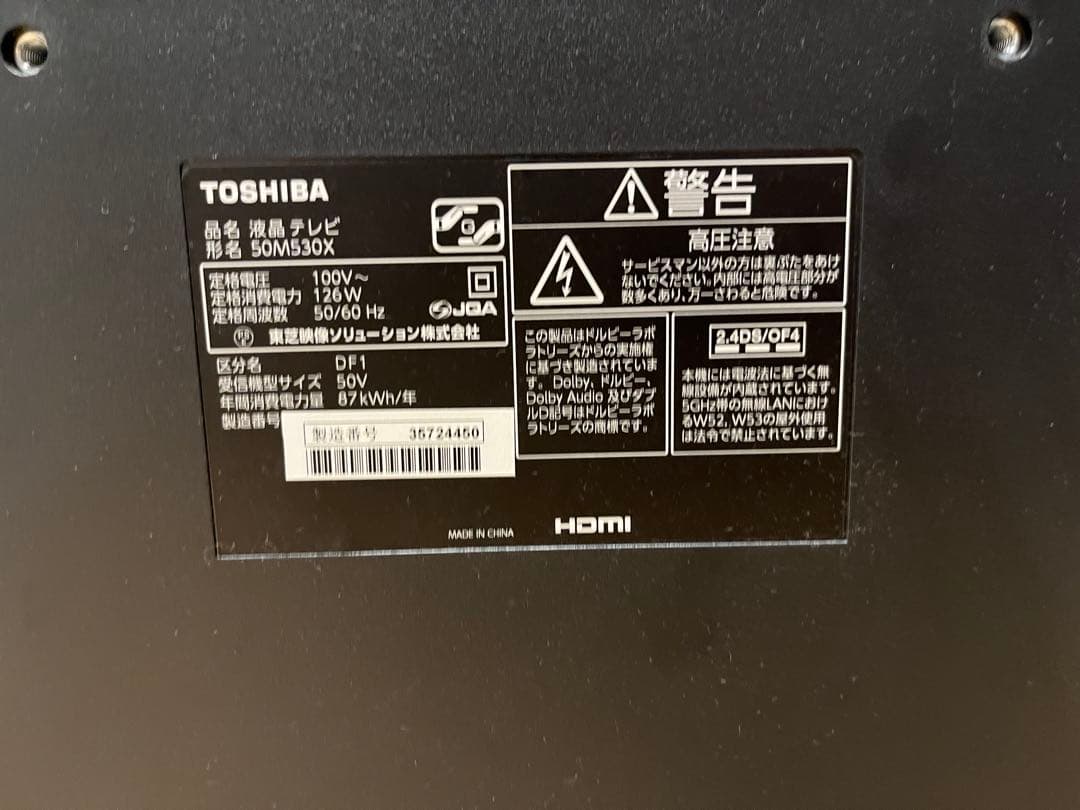 TOSHIBA
品名 液晶テレビ
形名 50M530X
G
定格電圧 100V～
定格消費電力 126W
定格周波数 50/60 Hz
JQA
PS
東芝映像ソリューション株式会社
区分名 DF1
受信機型サイズ 50V
年間消費電力量 87kWh/年
製造番号
製造番号 35724450
警告
高圧注意
サービスマン以外の方は裏ぶたをあけ
ないでください。内部には高電圧部分が
数多くあり、万一さわると危険です。
この製品はドルビーラボ
ラトリーズからの実施権
に基づき製造されていま
す。Dolby、ドルビー、
Dolby Audio 及びダブ
ルD記号はドルビーラボ
ラトリーズの商標です。
2.4DS/OF4
本機には電波法に基づく無
線設備が内蔵されています。
5GHz帯の無線LANにおけ
るW52, W53の屋外使用
は法令で禁止されています。
MADE IN CHINA
HDMI